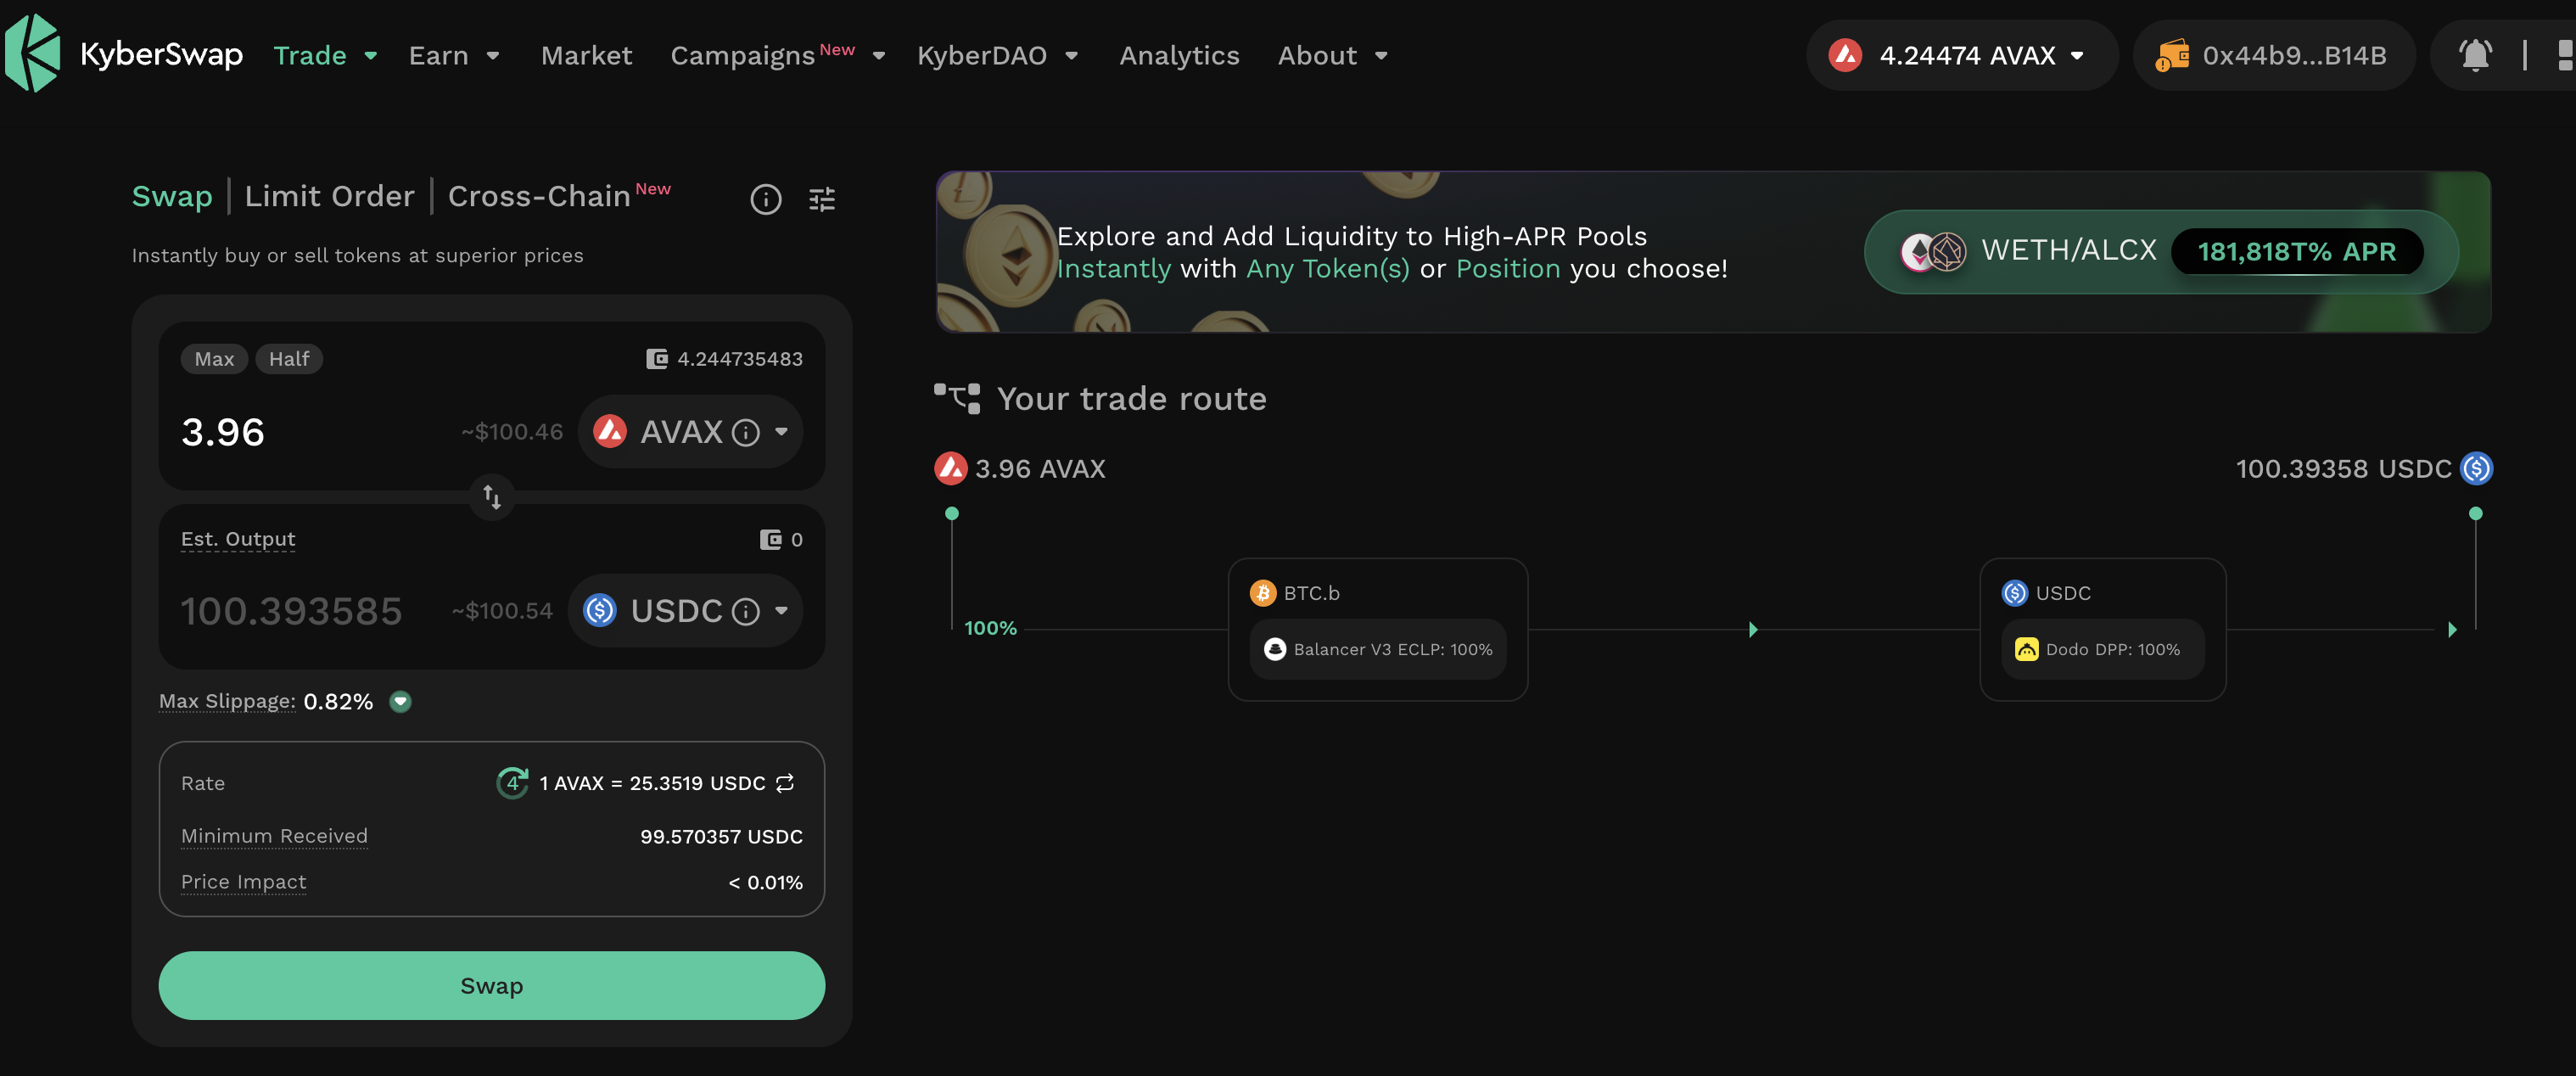 KyberSwap Trade Earn Market Campaigns New KyberDAO Analytics About 4.24474 AVAX 0x44b9...B14B
Swap | Limit Order | Cross-Chain New
Instantly buy or sell tokens at superior prices
Max Half 4.244735483
3.96 ~$100.46 AVAX
Est. Output 0
100.393585 ~$100.54 USDC
Max Slippage: 0.82%
Rate 4 1 AVAX = 25.3519 USDC
Minimum Received 99.570357 USDC
Price Impact < 0.01%
Swap
Explore and Add Liquidity to High-APR Pools
Instantly with Any Token(s) or Position you choose!
WETH/ALCX 181,818T% APR
Your trade route
3.96 AVAX 100.39358 USDC
100%
BTC.b
Balancer V3 ECLP: 100%
USDC
Dodo DPP: 100%